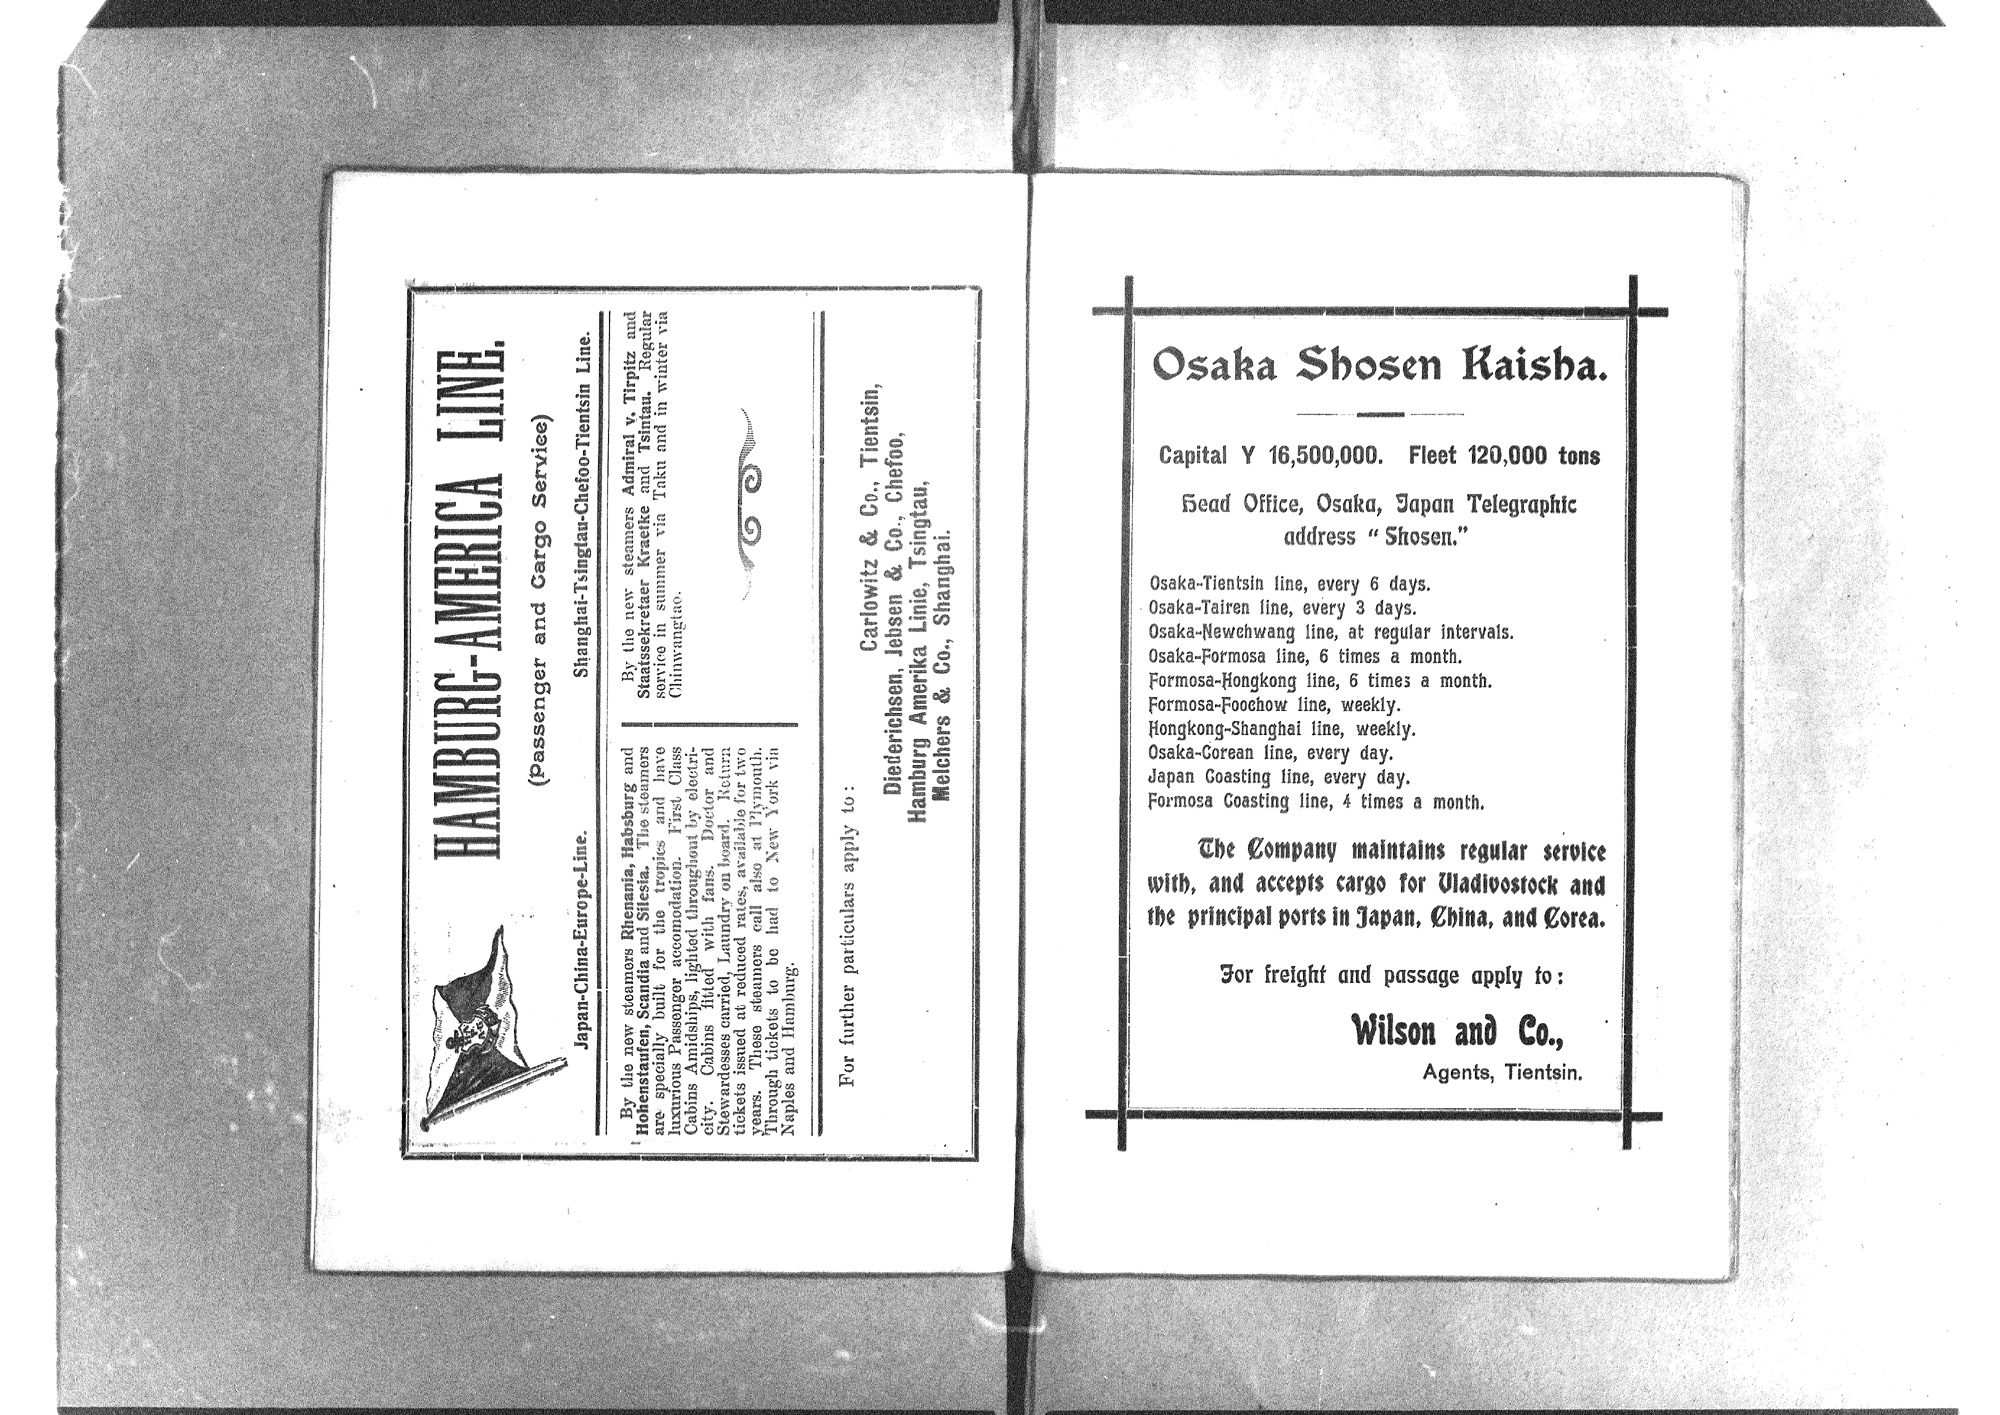 HAMBURG-AMERICA LINE.
(Passenger and Cargo Service)
Japan-China-Europe-Line.
Shanghai-Tsingtau-Chefoo-Tientsin Line.
By the new steamers Rhenania, Habsburg and
Hohenstaufen, Scandia and Silesia. The steamers
are specially built for the tropics and have
luxurious Passenger accomodation. First Class
Cabins Amidships, lighted throughout by electri-
city. Cabins fitted with fans. Doctor and
Stewardesses carried, Laundry on board. Return
tickets issued at reduced rates, available for two
years. These steamers call also at Plymouth.
Through tickets to be had to New York via
Naples and Hamburg.
By the new steamers Admiral v. Tirpitz and
Staatssekretaer Kraetke and Tsintau. Regular
service in summer via Taku and in winter via
Chinwangtao.
For further particulars apply to:
Carlowitz & Co., Tientsin,
Diederichsen, Jebsen & Co., Chefoo,
Hamburg Amerika Linie, Tsingtau,
Melchers & Co., Shanghai.
Osaka Shosen Kaisha.
Capital Y 16,500,000. Fleet 120,000 tons
Head Office, Osaka, Japan Telegraphic
address “Shosen.”
Osaka-Tientsin line, every 6 days.
Osaka-Tairen line, every 3 days.
Osaka-Newchwang line, at regular intervals.
Osaka-Formosa line, 6 times a month.
Formosa-Hongkong line, 6 times a month.
Formosa-Foochow line, weekly.
Hongkong-Shanghai line, weekly.
Osaka-Corean line, every day.
Japan Coasting line, every day.
Formosa Coasting line, 4 times a month.
The Company maintains regular service
with, and accepts cargo for Vladivostock and
the principal ports in Japan, China, and Corea.
For freight and passage apply to:
Wilson and Co.,
Agents, Tientsin.